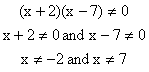 (x + 2)(x − 7) ≠ 0
x + 2 ≠ 0 and x − 7 ≠ 0
x ≠ −2 and x ≠ 7